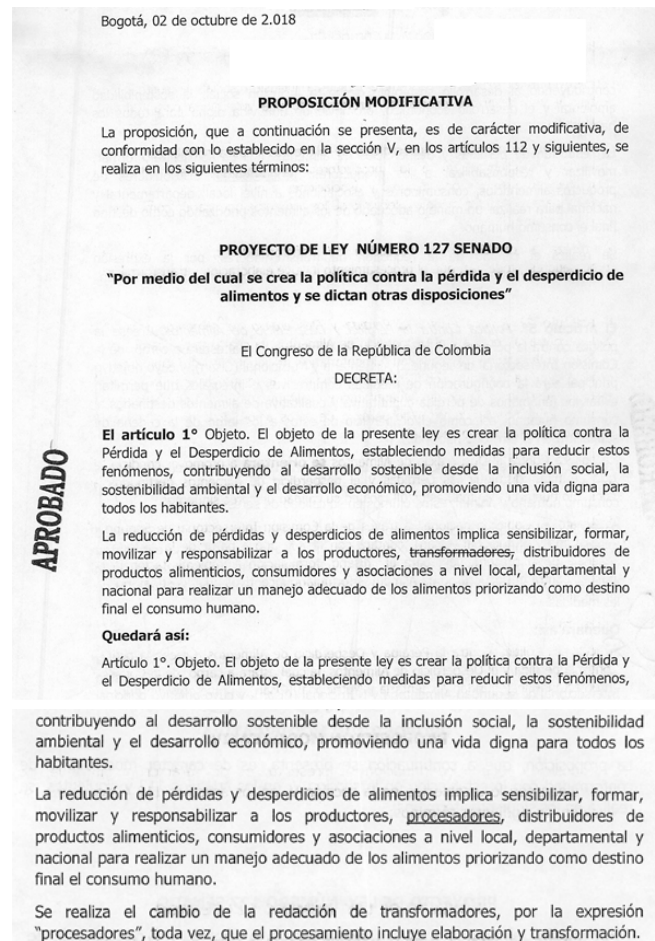 Bogotá, 02 de octubre de 2.018
PROPOSICIÓN MODIFICATIVA
La proposición, que a continuación se presenta, es de carácter modificativa, de
conformidad con lo establecido en la sección V, en los artículos 112 y siguientes, se
realiza en los siguientes términos:
PROYECTO DE LEY NÚMERO 127 SENADO
"Por medio del cual se crea la política contra la pérdida y el desperdicio de
alimentos y se dictan otras disposiciones"
El Congreso de la República de Colombia
DECRETA:
APROBADO
El artículo 1° Objeto. El objeto de la presente ley es crear la política contra la
Pérdida y el Desperdicio de Alimentos, estableciendo medidas para reducir estos
fenómenos, contribuyendo al desarrollo sostenible desde la inclusión social, la
sostenibilidad ambiental y el desarrollo económico, promoviendo una vida digna para
todos los habitantes.
La reducción de pérdidas y desperdicios de alimentos implica sensibilizar, formar,
movilizar y responsabilizar a los productores, transformadores, distribuidores de
productos alimenticios, consumidores y asociaciones a nivel local, departamental y
nacional para realizar un manejo adecuado de los alimentos priorizando como destino
final el consumo humano.
Quedará así:
Artículo 1°. Objeto. El objeto de la presente ley es crear la política contra la Pérdida y
el Desperdicio de Alimentos, estableciendo medidas para reducir estos fenómenos,
contribuyendo al desarrollo sostenible desde la inclusión social, la sostenibilidad
ambiental y el desarrollo económico, promoviendo una vida digna para todos los
habitantes.
La reducción de pérdidas y desperdicios de alimentos implica sensibilizar, formar,
movilizar y responsabilizar a los productores, procesadores, distribuidores de
productos alimenticios, consumidores y asociaciones a nivel local, departamental y
nacional para realizar un manejo adecuado de los alimentos priorizando como destino
final el consumo humano.
Se realiza el cambio de la redacción de transformadores, por la expresión
"procesadores", toda vez, que el procesamiento incluye elaboración y transformación.